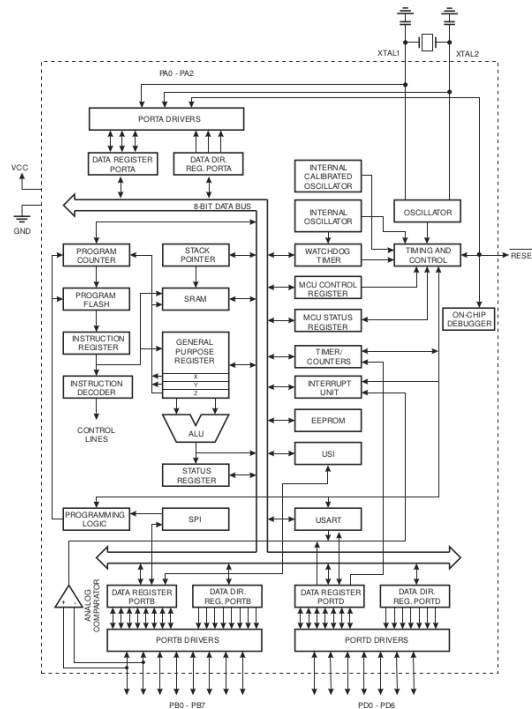 XTAL1
XTAL2
PA0 - PA2
PORTA DRIVERS
DATA REGISTER
PORTA
DATA DIR.
REG. PORTA
VCC
GND
8-BIT DATA BUS
INTERNAL
CALIBRATED
OSCILLATOR
INTERNAL
OSCILLATOR
OSCILLATOR
PROGRAM
COUNTER
STACK
POINTER
WATCHDOG
TIMER
TIMING AND
CONTROL
RESE
PROGRAM
FLASH
SRAM
MCU CONTROL
REGISTER
ON-CHIP
DEBUGGER
MCU STATUS
REGISTER
INSTRUCTION
REGISTER
GENERAL
PURPOSE
REGISTER
X
Y
Z
TIMER/
COUNTERS
INSTRUCTION
DECODER
INTERRUPT
UNIT
CONTROL
LINES
ALU
EEPROM
USI
STATUS
REGISTER
PROGRAMMING
LOGIC
SPI
USART
ANALOG
COMPARATOR
+
-
DATA REGISTER
PORTB
DATA DIR.
REG. PORTB
DATA REGISTER
PORTD
DATA DIR.
REG. PORTD
PORTB DRIVERS
PORTD DRIVERS
PB0 - PB7
PD0 - PD6